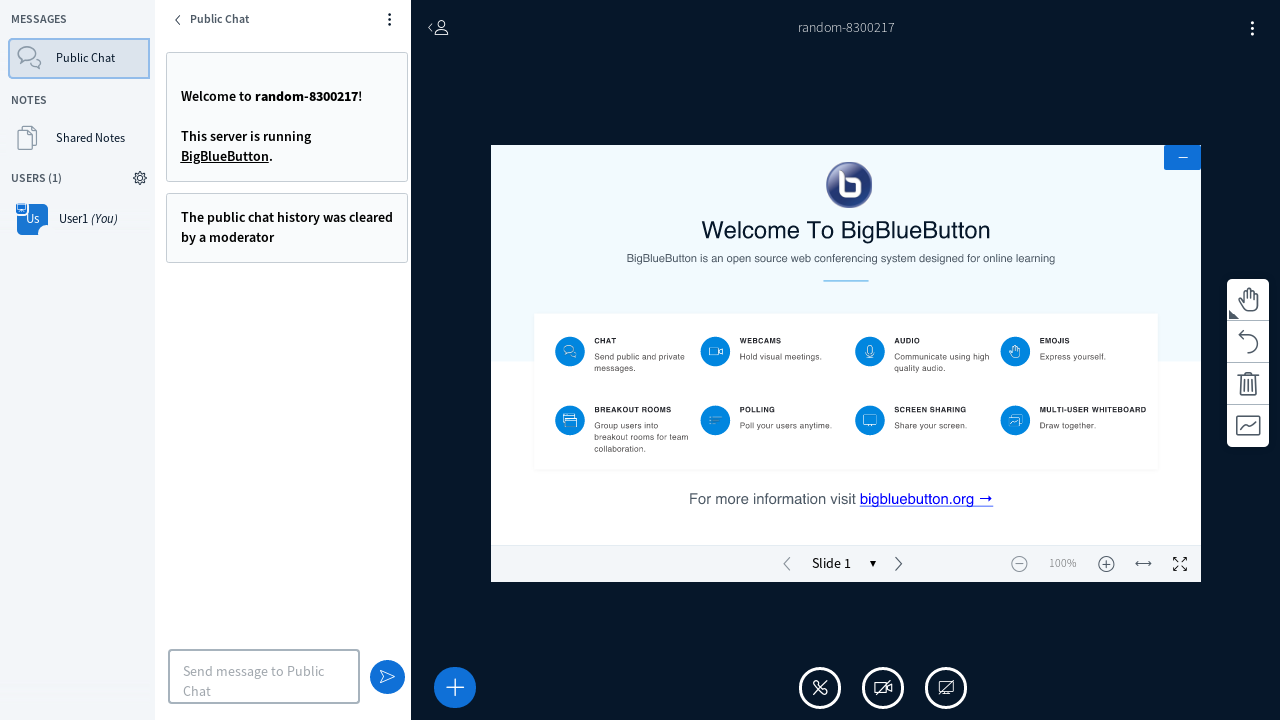 MESSAGES
Public Chat
NOTES
Shared Notes
USERS (1)
Us
User1 (You)
Public Chat
Welcome to random-8300217!
This server is running
BigBlueButton.
The public chat history was cleared
by a moderator
Send message to Public
Chat
random-8300217
b
Welcome To BigBlueButton
BigBlueButton is an open source web conferencing system designed for online learning
CHAT
Send public and private
messages.
WEBCAMS
Hold visual meetings.
AUDIO
Communicate using high
quality audio.
EMOJIS
Express yourself.
BREAKOUT ROOMS
Group users into
breakout rooms for team
collaboration.
POLLING
Poll your users anytime.
SCREEN SHARING
Share your screen.
MULTI-USER WHITEBOARD
Draw together.
For more information visit bigbluebutton.org →
Slide 1
100%